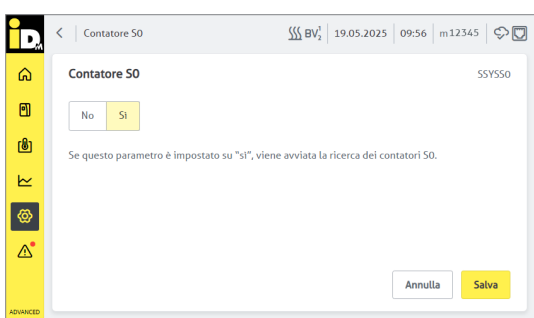 iDM
Contatore S0
BV 1 2
19.05.2025
09:56
m12345
Contatore S0
SSYSS0
No
Sì
Se questo parametro è impostato su "sì", viene avviata la ricerca dei contatori S0.
Annulla
Salva
ADVANCED